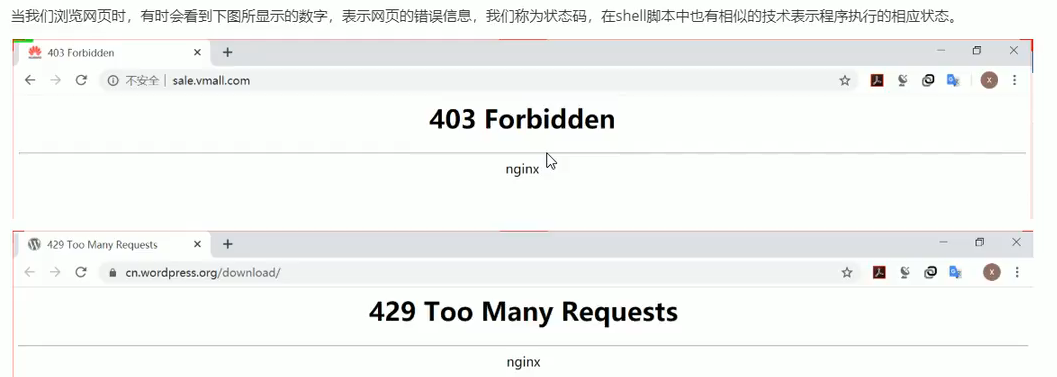 当我们浏览网页时，有时会看到下图所显示的数字，表示网页的错误信息，我们称为状态码，在shell脚本中也有相似的技术表示程序执行的相应状态。
403 Forbidden
不安全 | sale.vmall.com
X
403 Forbidden
nginx
429 Too Many Requests
cn.wordpress.org/download/
X
429 Too Many Requests
nginx